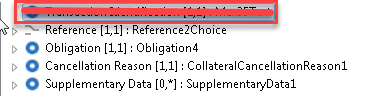 Reference [1,1] : Reference2Choice
Obligation [1,1] : Obligation4
Cancellation Reason [1,1] : CollateralCancellationReason1
Supplementary Data [0,*] : SupplementaryData1